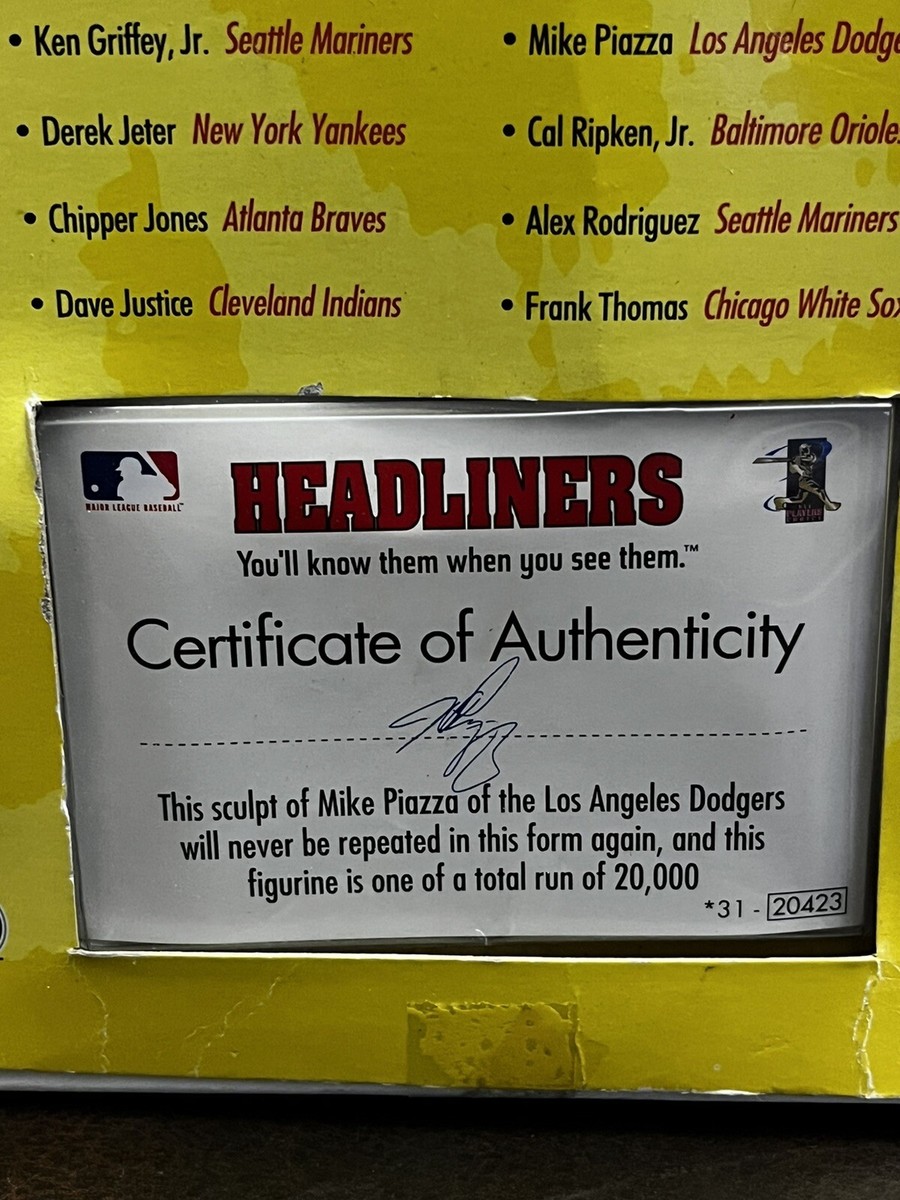 • Ken Griffey, Jr. Seattle Mariners
• Mike Piazza Los Angeles Dodge
• Derek Jeter New York Yankees
• Cal Ripken, Jr. Baltimore Oriole
• Chipper Jones Atlanta Braves
• Alex Rodriguez Seattle Mariners
• Dave Justice Cleveland Indians
• Frank Thomas Chicago White Sox
MAJOR LEAGUE BASEBALL™
HEADLINERS
You'll know them when you see them.™
PLAYERS
CHOICE
Certificate of Authenticity
This sculpt of Mike Piazza of the Los Angeles Dodgers
will never be repeated in this form again, and this
figurine is one of a total run of 20,000
*31 - 20423